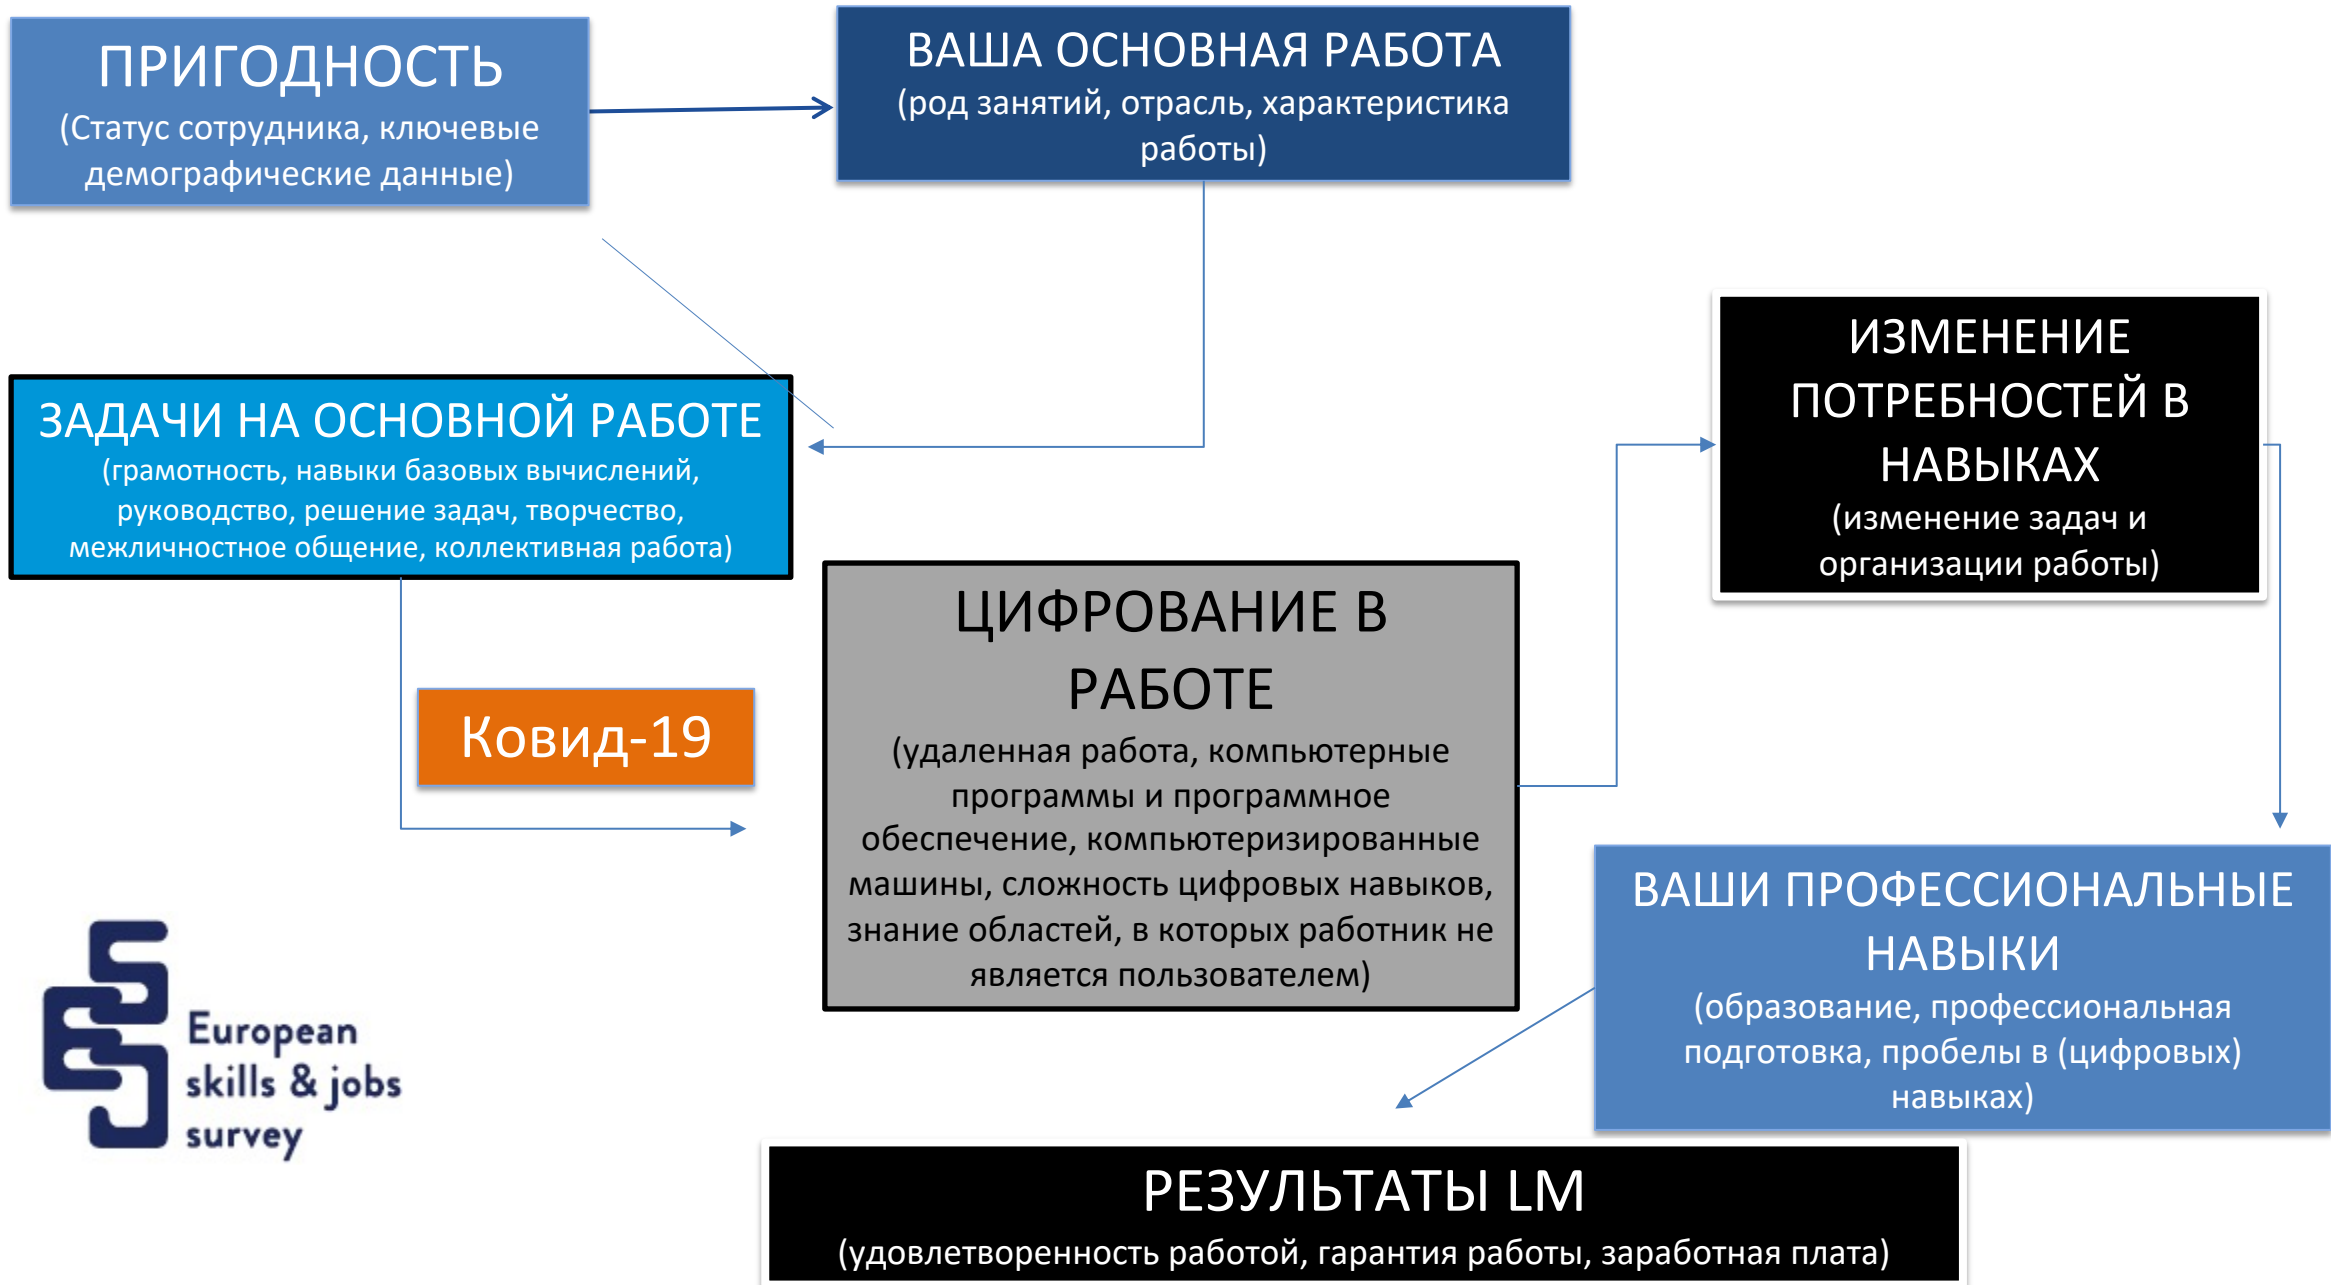 ПРИГОДНОСТЬ
(Статус сотрудника, ключевые
демографические данные)
ВАША ОСНОВНАЯ РАБОТА
(род занятий, отрасль, характеристика
работы)
ЗАДАЧИ НА ОСНОВНОЙ РАБОТЕ
(грамотность, навыки базовых вычислений,
руководство, решение задач, творчество,
межличностное общение, коллективная работа)
Ковид-19
ЦИФРОВАНИЕ В
РАБОТЕ
(удаленная работа, компьютерные
программы и программное
обеспечение, компьютеризированные
машины, сложность цифровых навыков,
знание областей, в которых работник не
является пользователем)
ИЗМЕНЕНИЕ
ПОТРЕБНОСТЕЙ В
НАВЫКАХ
(изменение задач и
организации работы)
ВАШИ ПРОФЕССИОНАЛЬНЫЕ
НАВЫКИ
(образование, профессиональная
подготовка, пробелы в (цифровых)
навыках)
European
skills & jobs
survey
РЕЗУЛЬТАТЫ LM
(удовлетворенность работой, гарантия работы, заработная плата)